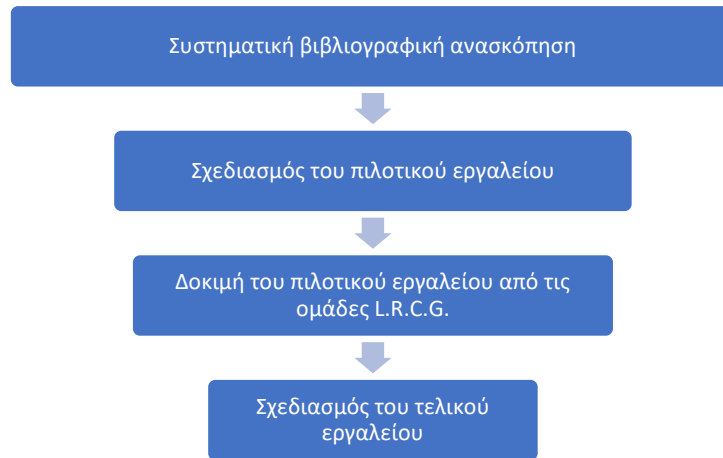 Συστηματική βιβλιογραφική ανασκόπηση
Σχεδιασμός του πιλοτικού εργαλείου
Δοκιμή του πιλοτικού εργαλείου από τις
ομάδες L.R.C.G.
Σχεδιασμός του τελικού
εργαλείου